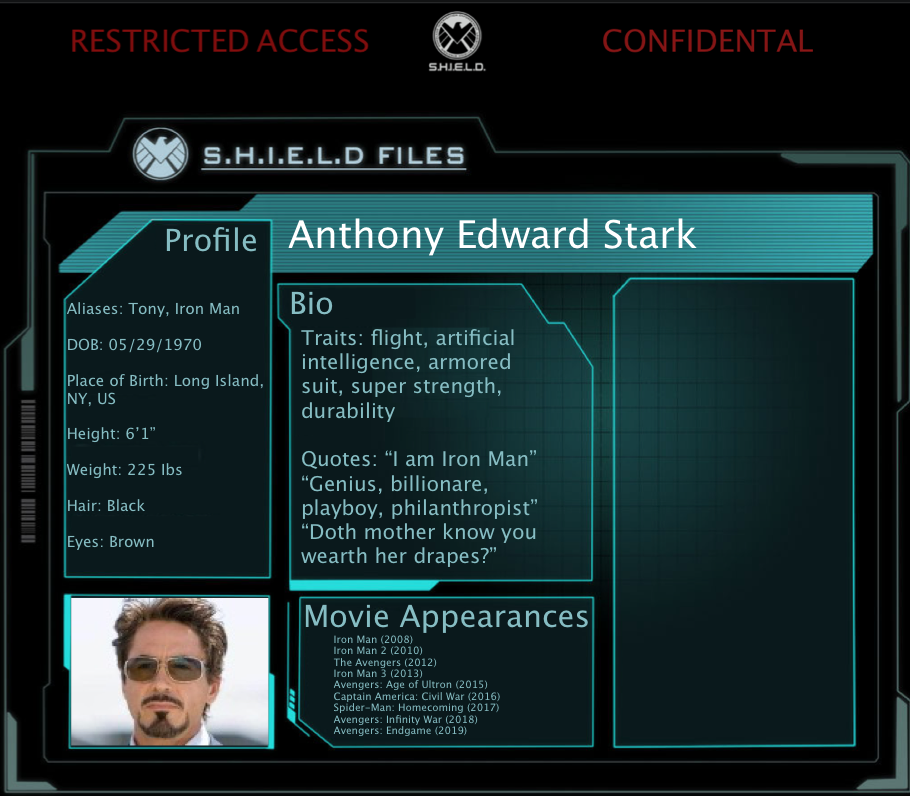 RESTRICTED ACCESS
S.H.I.E.L.D.
CONFIDENTAL
S.H.I.E.L.D FILES
Anthony Edward Stark
Profile
Aliases: Tony, Iron Man
DOB: 05/29/1970
Place of Birth: Long Island,
NY, US
Height: 6’1”
Weight: 225 lbs
Hair: Black
Eyes: Brown
Bio
Traits: flight, artificial
intelligence, armored
suit, super strength,
durability
Quotes: “I am Iron Man”
“Genius, billionare,
playboy, philanthropist”
“Doth mother know you
wearth her drapes?”
Movie Appearances
Iron Man (2008)
Iron Man 2 (2010)
The Avengers (2012)
Iron Man 3 (2013)
Avengers: Age of Ultron (2015)
Captain America: Civil War (2016)
Spider-Man: Homecoming (2017)
Avengers: Infinity War (2018)
Avengers: Endgame (2019)